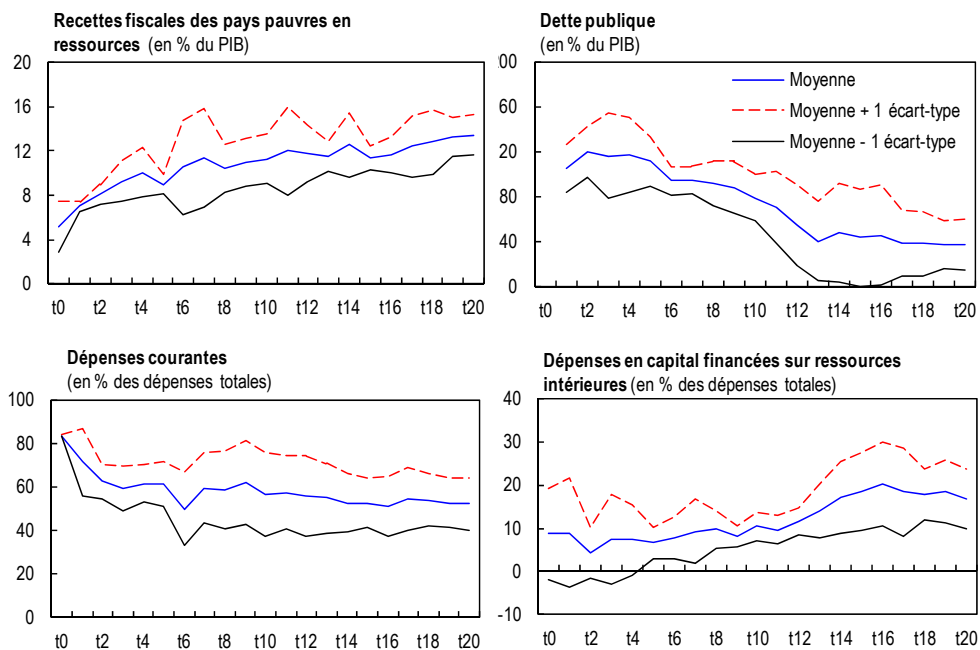 Recettes fiscales des pays pauvres en
ressources (en % du PIB)
20
16
12
8
4
0
t0 t2 t4 t6 t8 t10 t12 t14 t16 t18 t20
Dette publique
(en % du PIB)
00
60
20
80
40
0
Moyenne
Moyenne + 1 écart-type
Moyenne - 1 écart-type
t0 t2 t4 t6 t8 t10 t12 t14 t16 t18 t20
Dépenses courantes
(en % des dépenses totales)
100
80
60
40
20
0
t0 t2 t4 t6 t8 t10 t12 t14 t16 t18 t20
Dépenses en capital financées sur ressources
intérieures (en % des dépenses totales)
40
30
20
10
0
-10
t0 t2 t4 t6 t8 t10 t12 t14 t16 t18 t20